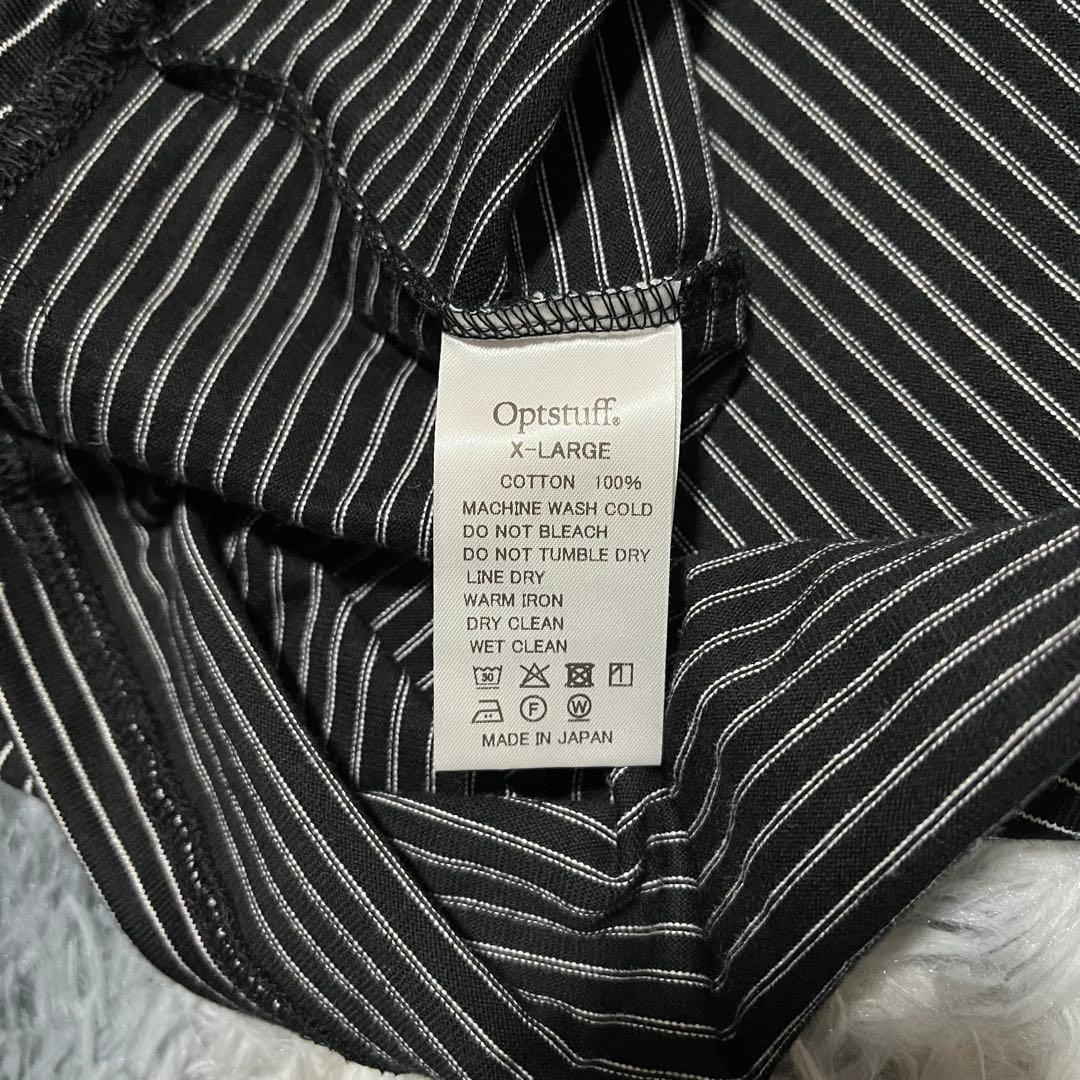 Optstuff®
X-LARGE
COTTON 100%
MACHINE WASH COLD
DO NOT BLEACH
DO NOT TUMBLE DRY
LINE DRY
WARM IRON
DRY CLEAN
WET CLEAN
30
F W
MADE IN JAPAN